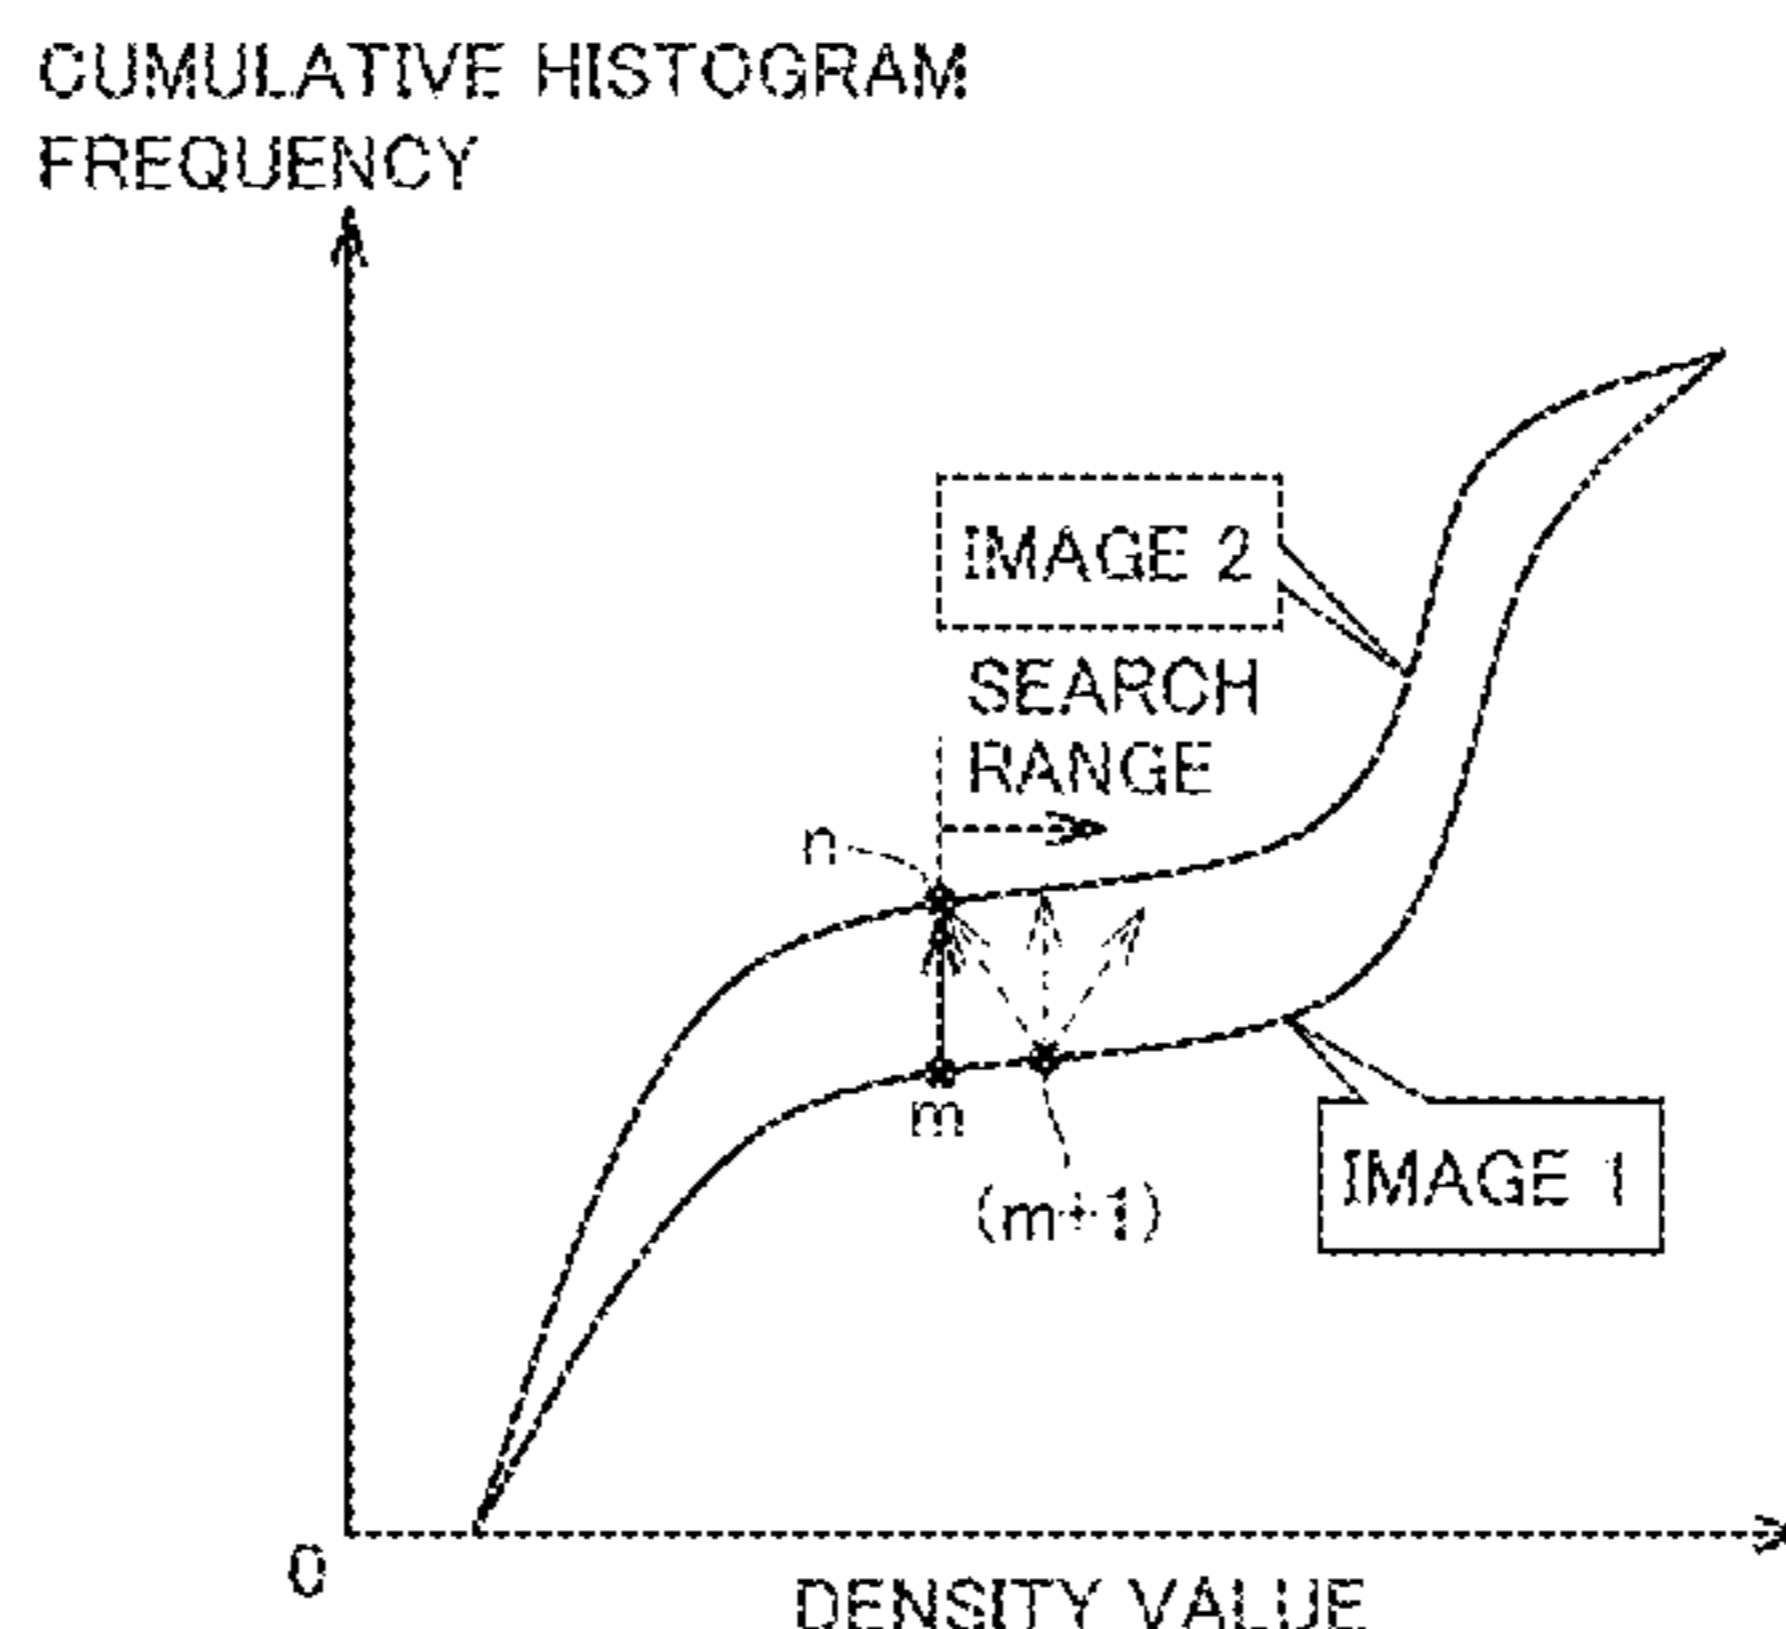 CUMULATIVE HISTOGRAM
FREQUENCY
IMAGE 2
SEARCH
RANGE
n
m
(m+1)
IMAGE 1
0
DENSITY VALUE